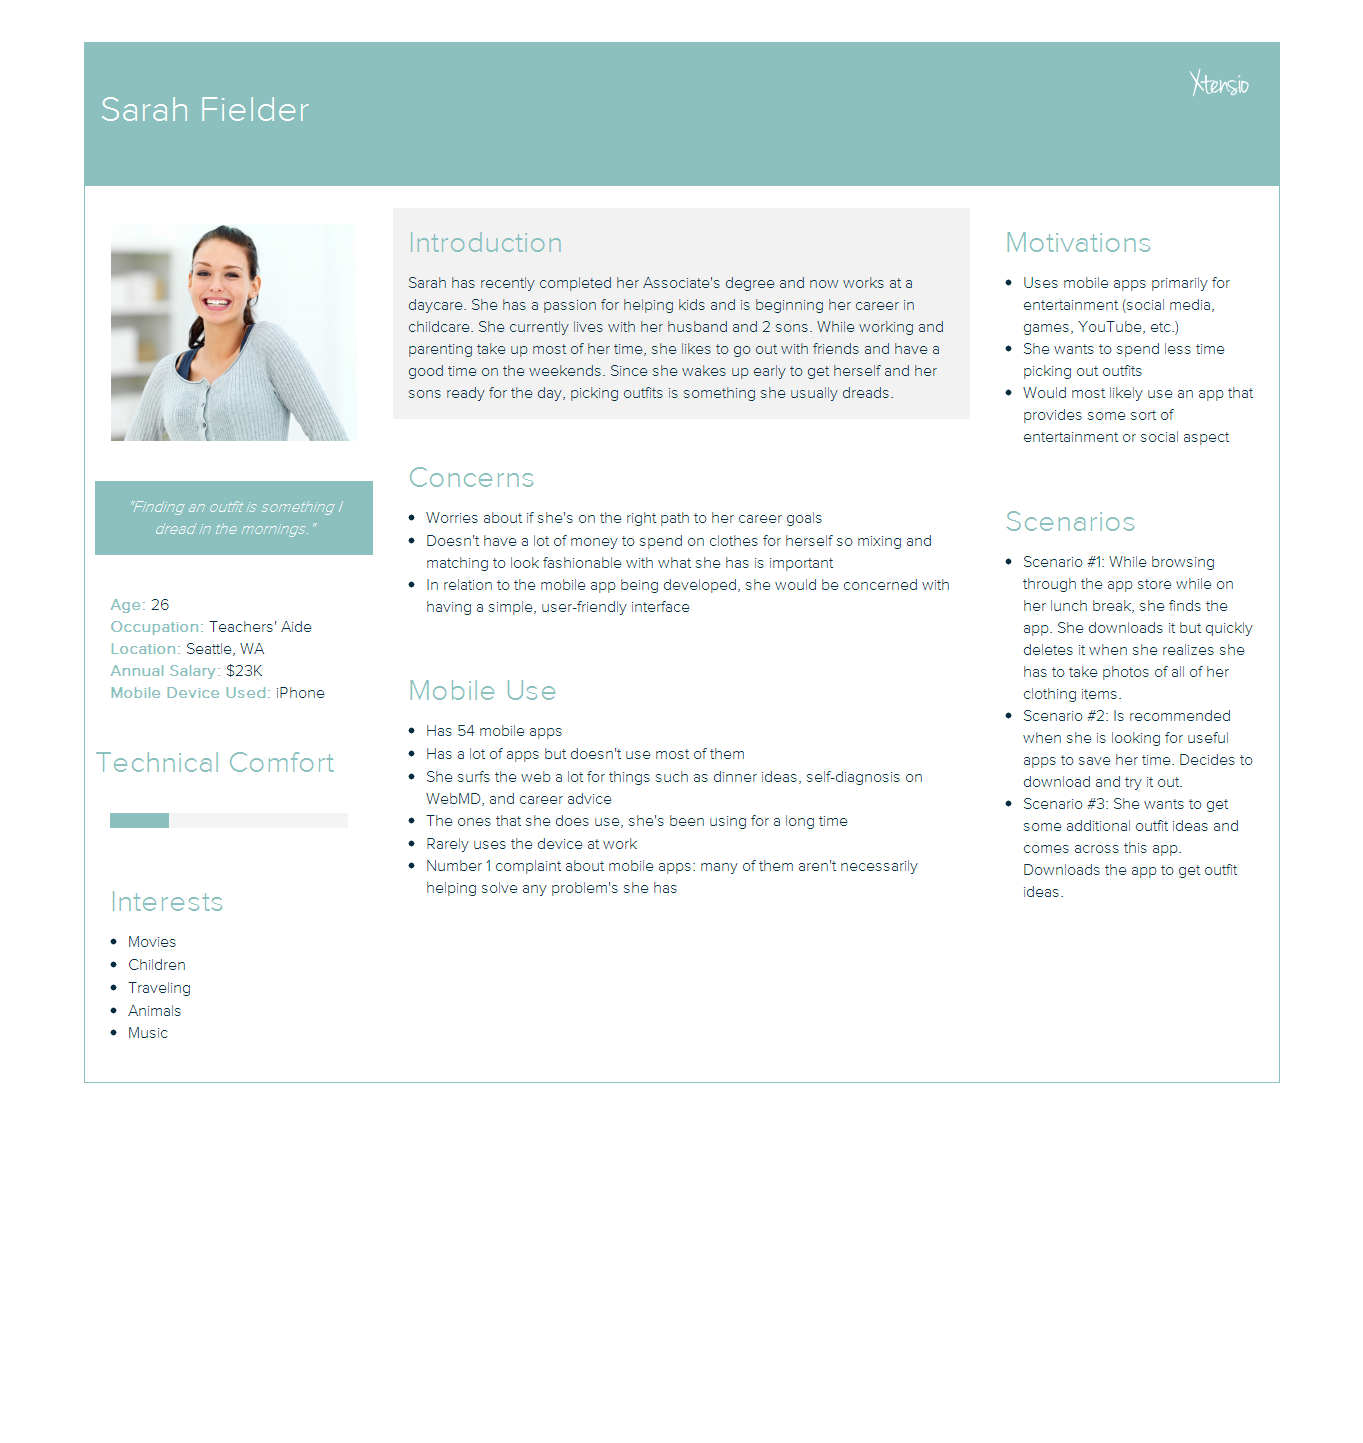 Sarah Fielder
Xtensio
"Finding an outfit is something I
dread in the mornings."
Age: 26
Occupation: Teachers' Aide
Location: Seattle, WA
Annual Salary: $23K
Mobile Device Used: iPhone
Technical Comfort
Interests
• Movies
• Children
• Traveling
• Animals
• Music
Introduction
Sarah has recently completed her Associate's degree and now works at a
daycare. She has a passion for helping kids and is beginning her career in
childcare. She currently lives with her husband and 2 sons. While working and
parenting take up most of her time, she likes to go out with friends and have a
good time on the weekends. Since she wakes up early to get herself and her
sons ready for the day, picking outfits is something she usually dreads.
Concerns
• Worries about if she's on the right path to her career goals
• Doesn't have a lot of money to spend on clothes for herself so mixing and
matching to look fashionable with what she has is important
• In relation to the mobile app being developed, she would be concerned with
having a simple, user-friendly interface
Mobile Use
• Has 54 mobile apps
• Has a lot of apps but doesn't use most of them
• She surfs the web a lot for things such as dinner ideas, self-diagnosis on
WebMD, and career advice
• The ones that she does use, she's been using for a long time
• Rarely uses the device at work
• Number 1 complaint about mobile apps: many of them aren't necessarily
helping solve any problem's she has
Motivations
• Uses mobile apps primarily for
entertainment (social media,
games, YouTube, etc.)
• She wants to spend less time
picking out outfits
• Would most likely use an app that
provides some sort of
entertainment or social aspect
Scenarios
• Scenario #1: While browsing
through the app store while on
her lunch break, she finds the
app. She downloads it but quickly
deletes it when she realizes she
has to take photos of all of her
clothing items.
• Scenario #2: Is recommended
when she is looking for useful
apps to save her time. Decides to
download and try it out.
• Scenario #3: She wants to get
some additional outfit ideas and
comes across this app.
Downloads the app to get outfit
ideas.